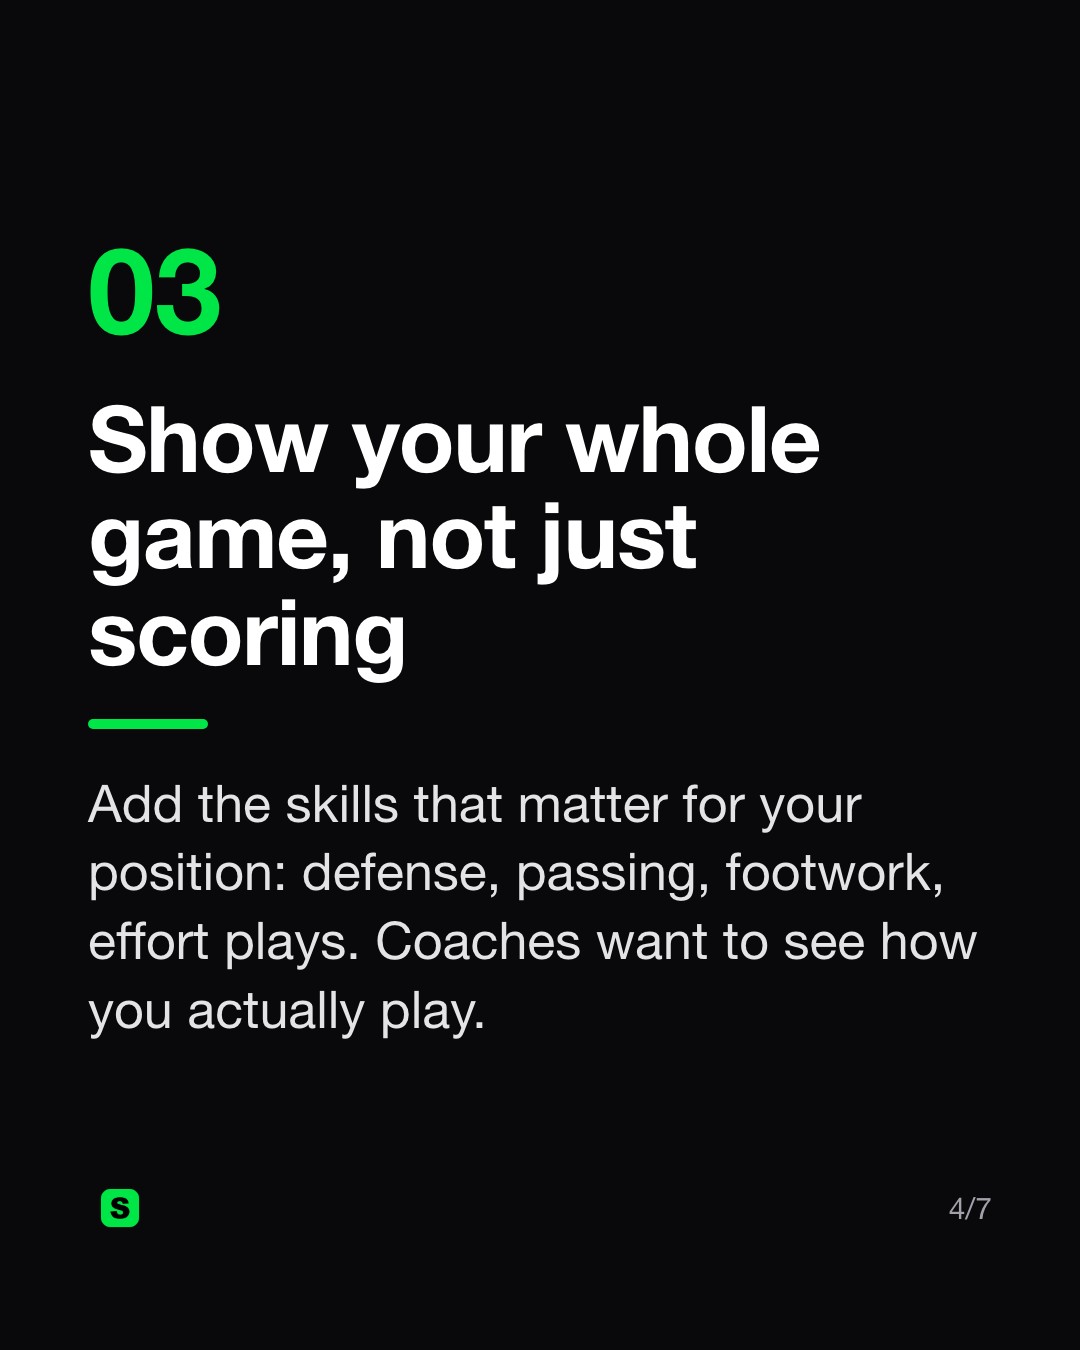 03
Show your whole
game, not just
scoring
Add the skills that matter for your
position: defense, passing, footwork,
effort plays. Coaches want to see how
you actually play.
S
4/7